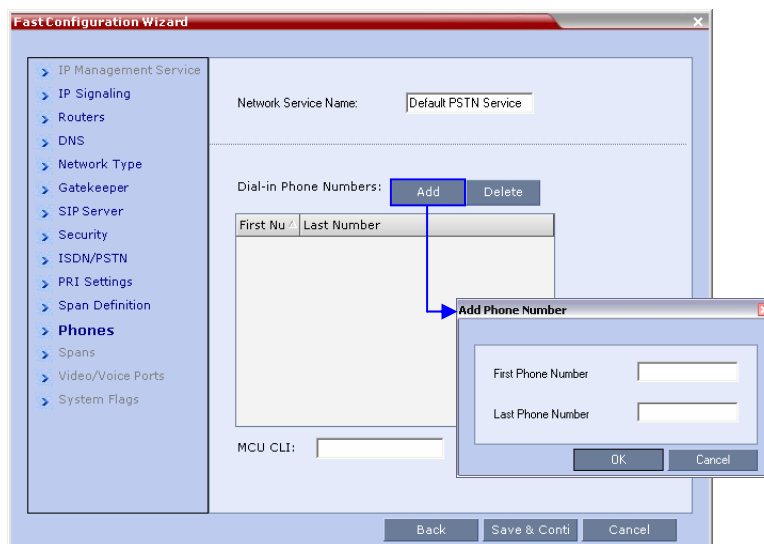 Fast Configuration Wizard
IP Management Service
IP Signaling
Routers
DNS
Network Type
Gatekeeper
SIP Server
Security
ISDN/PSTN
PRI Settings
Span Definition
Phones
Spans
Video/Voice Ports
System Flags
Network Service Name: Default PSTN Service
Dial-in Phone Numbers: Add Delete
First Nu Last Number
MCU CLI:
Add Phone Number
First Phone Number
Last Phone Number
OK Cancel
Back Save & Conti Cancel